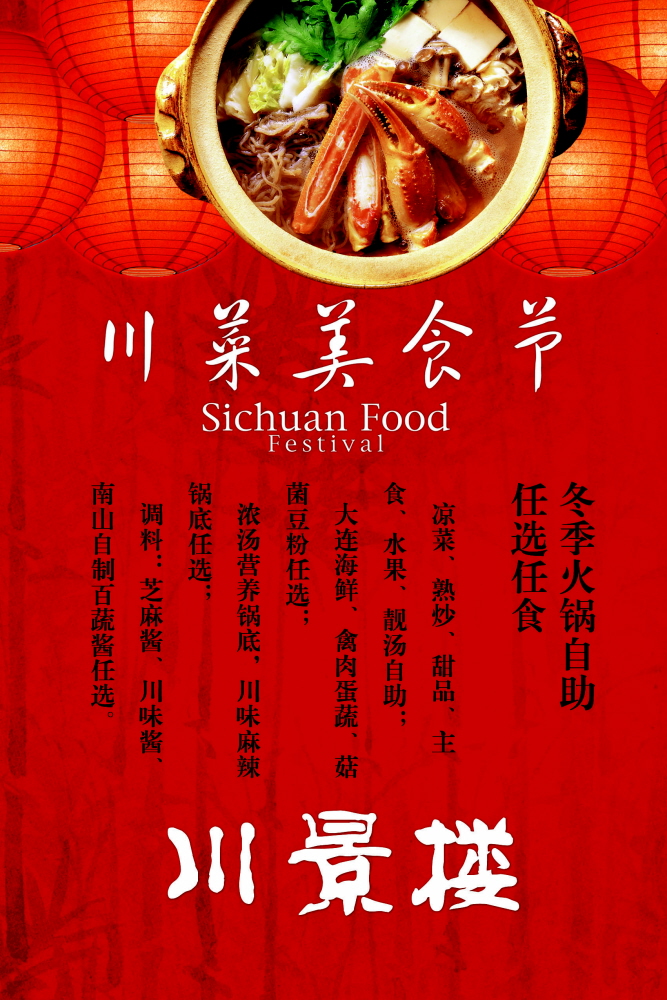 川菜美食节
Sichuan Food
Festival
冬季火锅自助
任选任食
凉菜、熟炒、甜品、主
食、水果、靓汤自助；
大连海鲜、禽肉蛋蔬、菇
菌豆粉任选；
浓汤营养锅底，川味麻辣
锅底任选；
调料：芝麻酱、川味酱、
南山自制百蔬酱任选。
川景楼